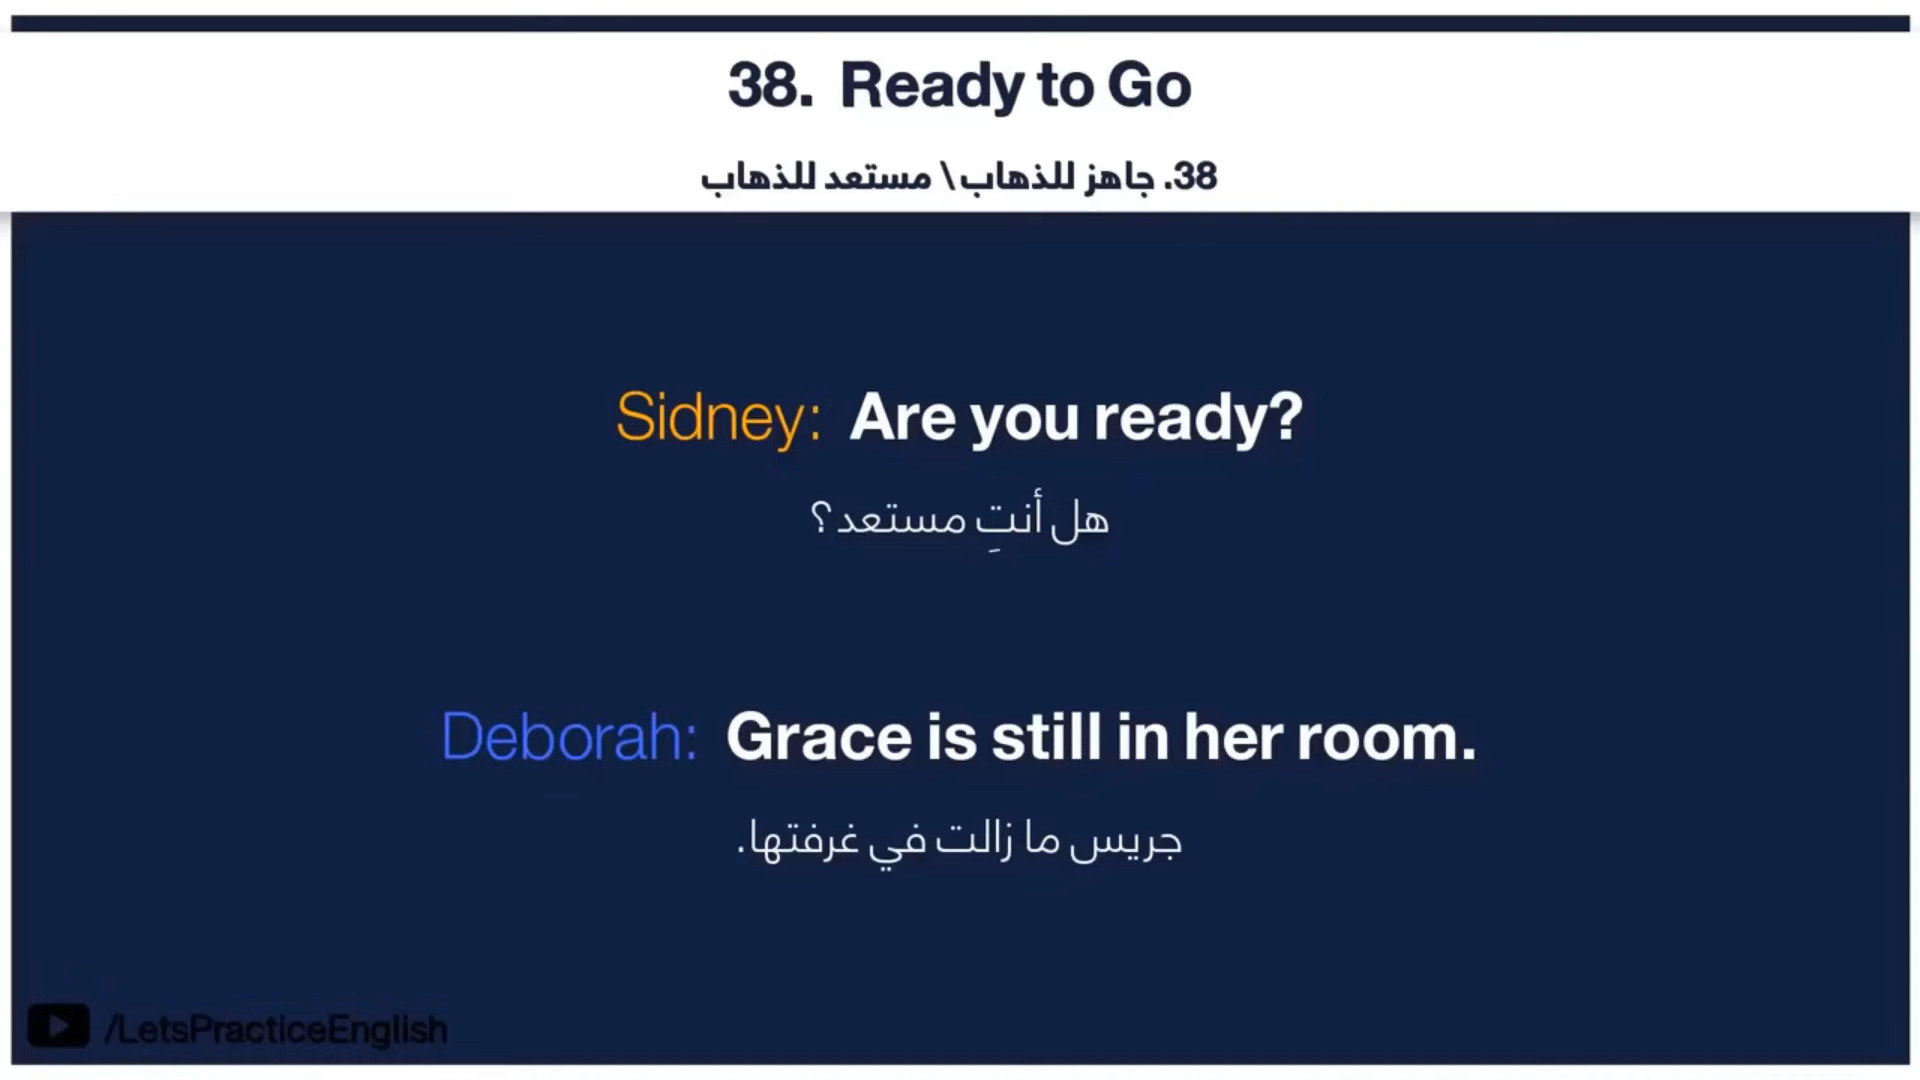 38. Ready to Go
38. جاهز للذهاب \ مستعد للذهاب
Sidney: Are you ready?
هل أنتِ مستعد؟
Deborah: Grace is still in her room.
جريس ما زالت في غرفتها.
/LetsPracticeEnglish